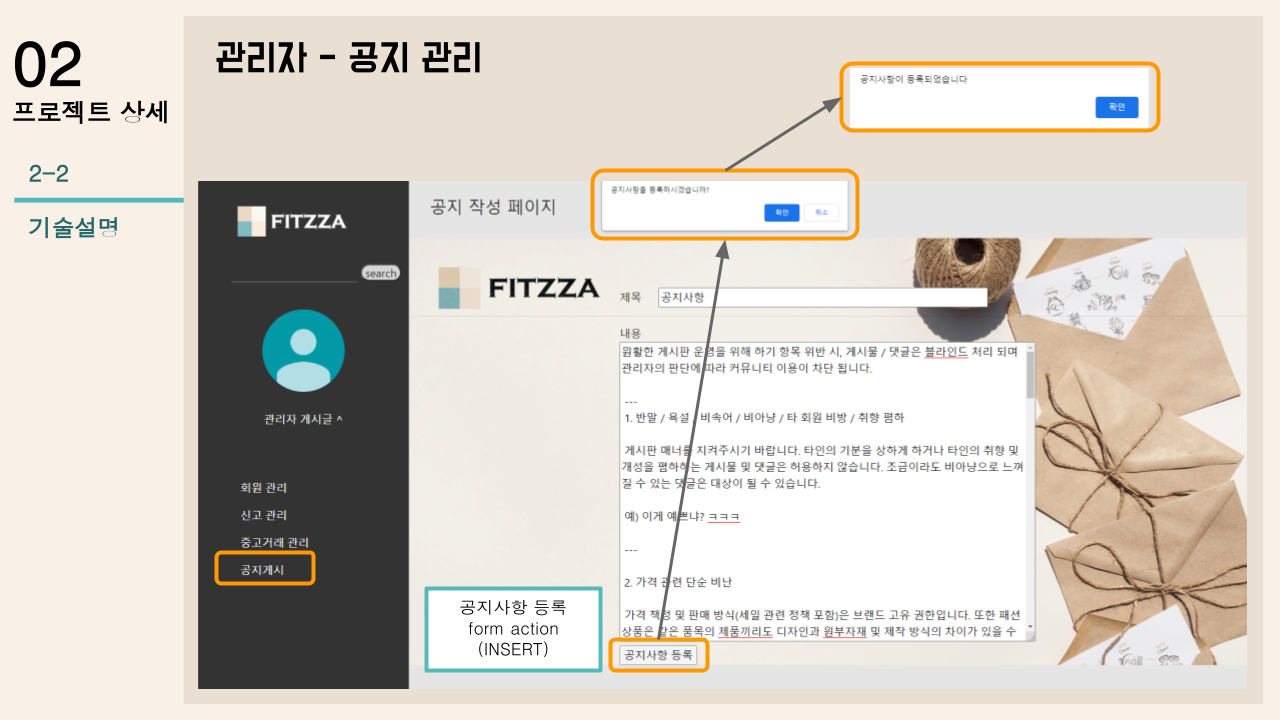 02
프로젝트 상세
2-2
기술설명
관리자 - 공지 관리
공지사항이 등록되었습니다
확인
공지사항을 등록하시겠습니까?
확인
취소
FITZZA
search
관리자 게시글 ^
회원 관리
신고 관리
중고거래 관리
공지게시
공지 작성 페이지
FITZZA
제목
공지사항
내용
원활한 게시판 운영을 위해 하기 항목 위반 시, 게시물 / 댓글은 블라인드 처리 되며
관리자의 판단에 따라 커뮤니티 이용이 차단 됩니다.
---
1. 반말 / 욕설 / 비속어 / 비아냥 / 타 회원 비방 / 취향 폄하
게시판 매너를 지켜주시기 바랍니다. 타인의 기분을 상하게 하거나 타인의 취향 및
개성을 폄하하는 게시물 및 댓글은 허용하지 않습니다. 조금이라도 비아냥으로 느껴
질 수 있는 댓글은 대상이 될 수 있습니다.
예) 이게 예쁘냐? ㅋㅋㅋ
---
2. 가격 관련 단순 비난
가격 책정 및 판매 방식(세일 관련 정책 포함)은 브랜드 고유 권한입니다. 또한 패션
상품은 같은 품목의 제품끼리도 디자인과 원부자재 및 제작 방식의 차이가 있을 수
공지사항 등록
공지사항 등록
form action
(INSERT)